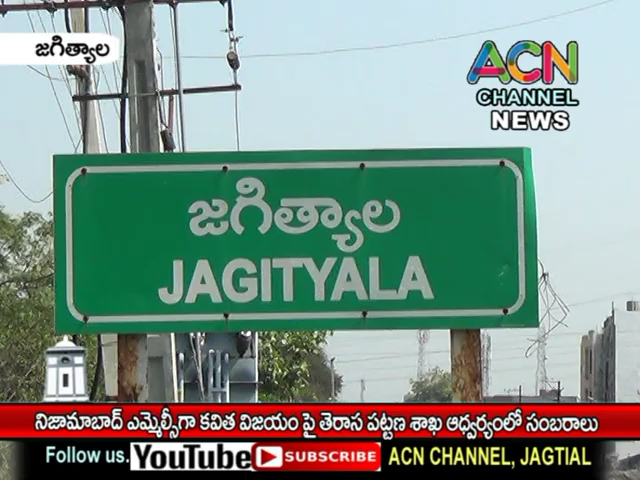 జగిత్యాల
ACN
CHANNEL
NEWS
జగిత్యాల
JAGITYALA
నిజామాబాద్ ఎమ్మెల్సీగా కవిత విజయం పై తెరాస పట్టణ శాఖ ఆధ్వర్యంలో సంబరాలు
Follow us. YouTube SUBSCRIBE ACN CHANNEL, JAGTIAL